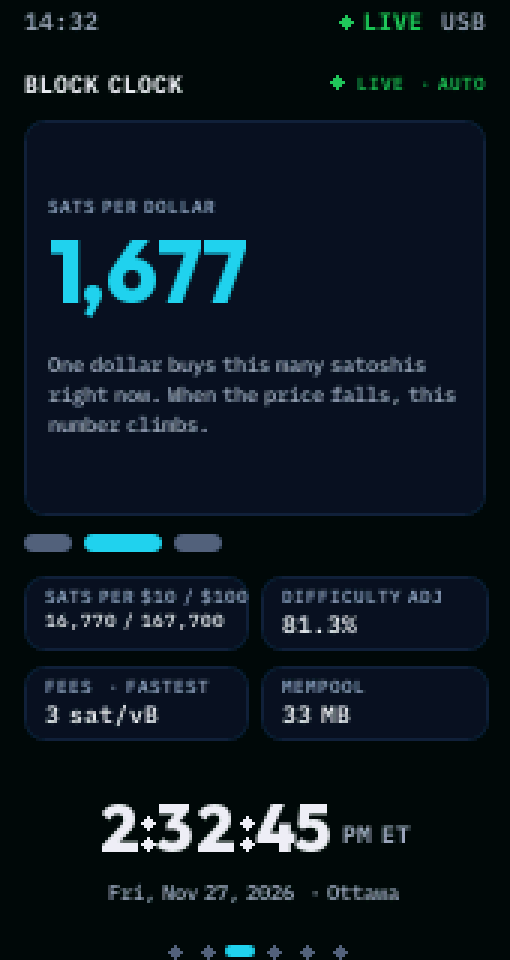 14:32 LIVE USB
BLOCK CLOCK LIVE · AUTO
SATS PER DOLLAR
1,677
One dollar buys this many satoshis
right now. When the price falls, this
number climbs.
SATS PER $10 / $100
16,770 / 167,700
DIFFICULTY ADJ
81.3%
FEES · FASTEST
3 sat/vB
MEMPOOL
33 MB
2:32:45 PM ET
Fri, Nov 27, 2026 · Ottawa